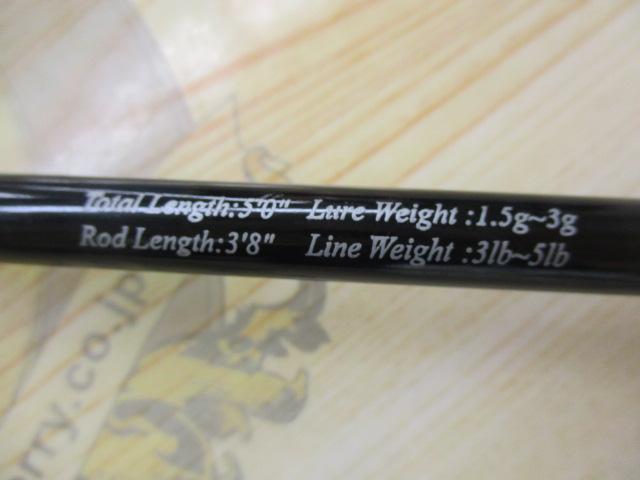 Total Length:5'0" Lure Weight :1.5g~3g
Rod Length:3'8" Line Weight :3lb~5lb
rry.co.jp